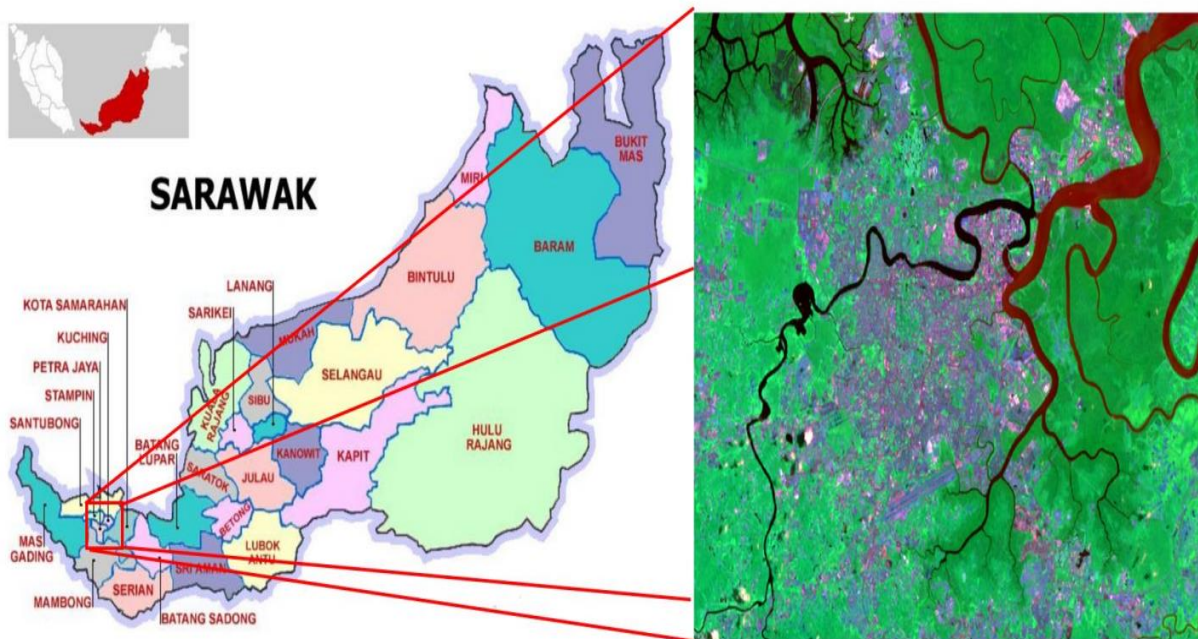 SARAWAK
BUKIT
MAS
MIRI
BARAM
BINTULU
LANANG
KOTA SAMARAHAN
SARIKEI
KUCHING
MUKAH
PETRA JAYA
SELANGAU
STAMPIN
KUALA
RAJANG
SIBU
SANTUBONG
HULU
RAJANG
BATANG
LUPAR
KANOWIT
KAPIT
SARATOK
JULAU
BETONG
MAS
GADING
LUBOK
ANTU
SRI AMAN
SERIAN
MAMBONG
BATANG SADONG